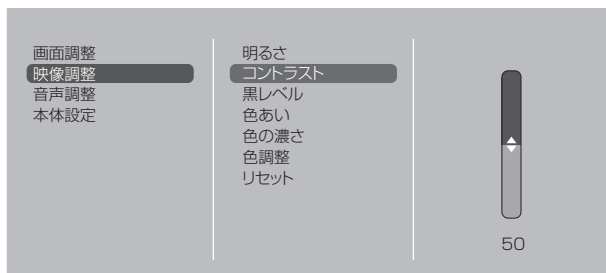 画面調整
映像調整
音声調整
本体設定
明るさ
コントラスト
黒レベル
色あい
色の濃さ
色調整
リセット
50